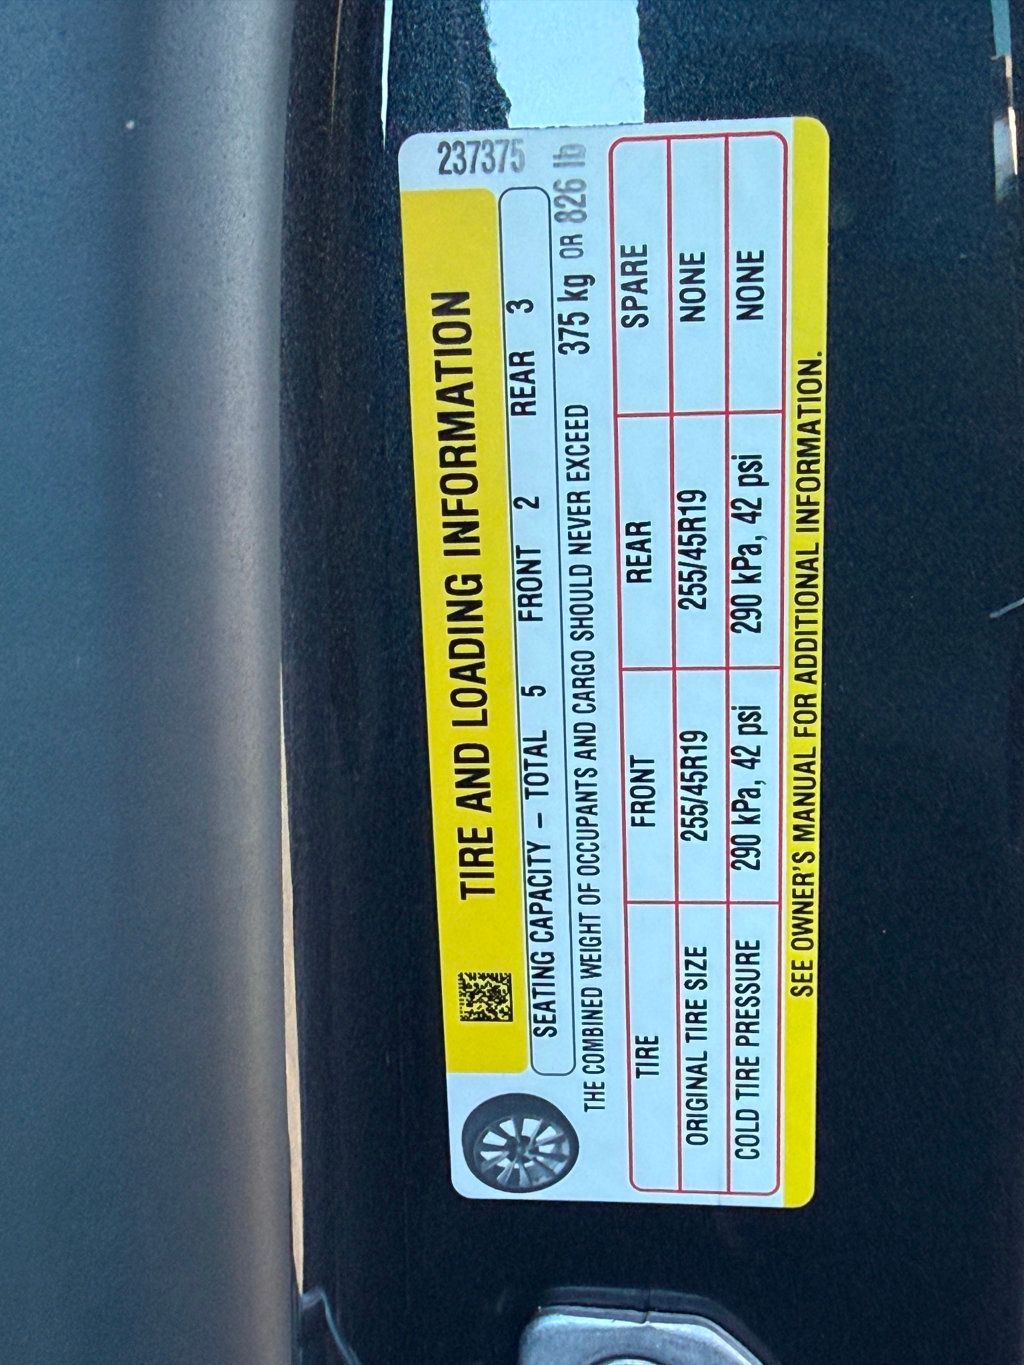 237375
TIRE AND LOADING INFORMATION
SEATING CAPACITY – TOTAL 5 FRONT 2 REAR 3
THE COMBINED WEIGHT OF OCCUPANTS AND CARGO SHOULD NEVER EXCEED 375 kg OR 826 lb
TIRE FRONT REAR SPARE
ORIGINAL TIRE SIZE 255/45R19 255/45R19 NONE
COLD TIRE PRESSURE 290 kPa, 42 psi 290 kPa, 42 psi NONE
SEE OWNER'S MANUAL FOR ADDITIONAL INFORMATION.